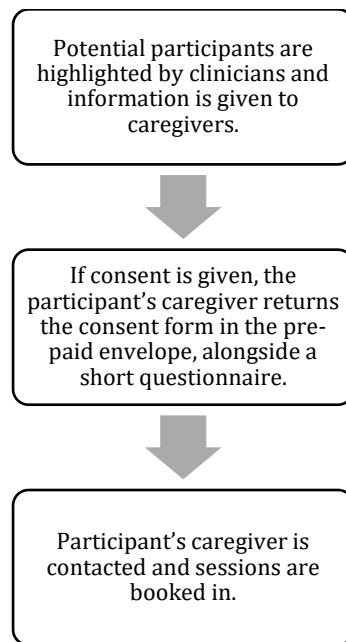 Potential participants are
highlighted by clinicians and
information is given to
caregivers.
If consent is given, the
participant’s caregiver returns
the consent form in the pre-
paid envelope, alongside a
short questionnaire.
Participant’s caregiver is
contacted and sessions are
booked in.